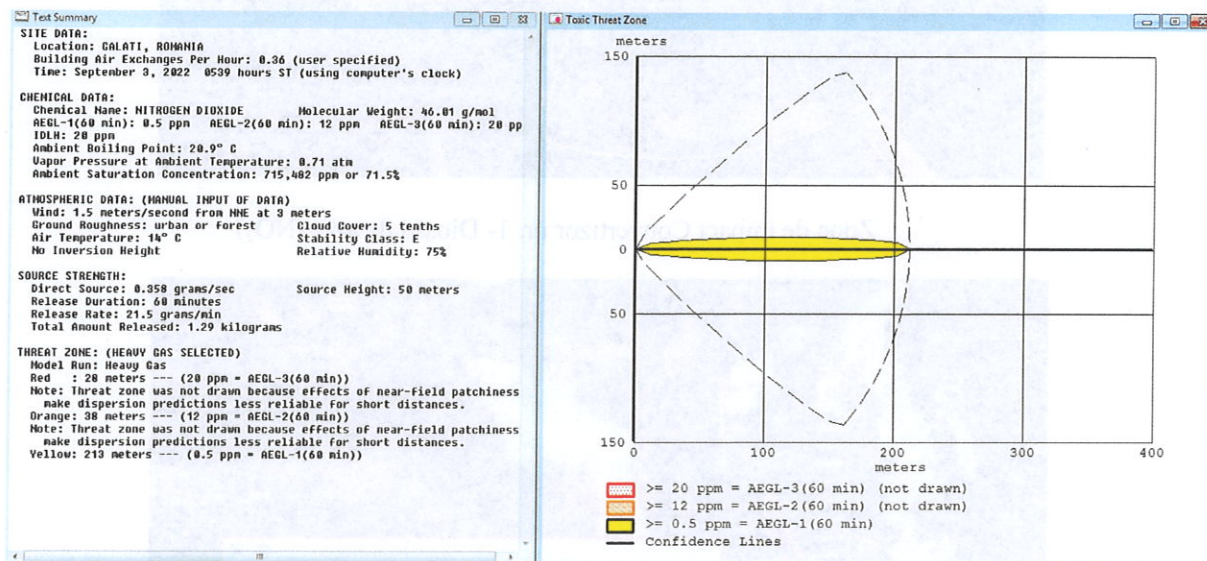 Text Summary
SITE DATA:
Location: GALATI, ROMANIA
Building Air Exchanges Per Hour: 0.36 (user specified)
Time: September 3, 2022 0539 hours ST (using computer's clock)
CHEMICAL DATA:
Chemical Name: NITROGEN DIOXIDE Molecular Weight: 46.01 g/mol
AEGL-1(60 min): 0.5 ppm AEGL-2(60 min): 12 ppm AEGL-3(60 min): 20 pp
IDLH: 20 ppm
Ambient Boiling Point: 20.9° C
Vapor Pressure at Ambient Temperature: 0.71 atm
Ambient Saturation Concentration: 715,482 ppm or 71.5%
ATMOSPHERIC DATA: (MANUAL INPUT OF DATA)
Wind: 1.5 meters/second from NNE at 3 meters
Ground Roughness: urban or forest Cloud Cover: 5 tenths
Air Temperature: 14° C Stability Class: E
No Inversion Height Relative Humidity: 75%
SOURCE STRENGTH:
Direct Source: 0.358 grams/sec Source Height: 50 meters
Release Duration: 60 minutes
Release Rate: 21.5 grams/min
Total Amount Released: 1.29 kilograms
THREAT ZONE: (HEAVY GAS SELECTED)
Model Run: Heavy Gas
Red : 28 meters --- (20 ppm = AEGL-3(60 min))
Note: Threat zone was not drawn because effects of near-field patchiness
make dispersion predictions less reliable for short distances.
Orange: 38 meters --- (12 ppm = AEGL-2(60 min))
Note: Threat zone was not drawn because effects of near-field patchiness
make dispersion predictions less reliable for short distances.
Yellow: 213 meters --- (0.5 ppm = AEGL-1(60 min))
Toxic Threat Zone
meters
150
50
0
50
150
0 100 200 300 400
meters
>= 20 ppm = AEGL-3(60 min) (not drawn)
>= 12 ppm = AEGL-2(60 min) (not drawn)
>= 0.5 ppm = AEGL-1(60 min)
Confidence Lines